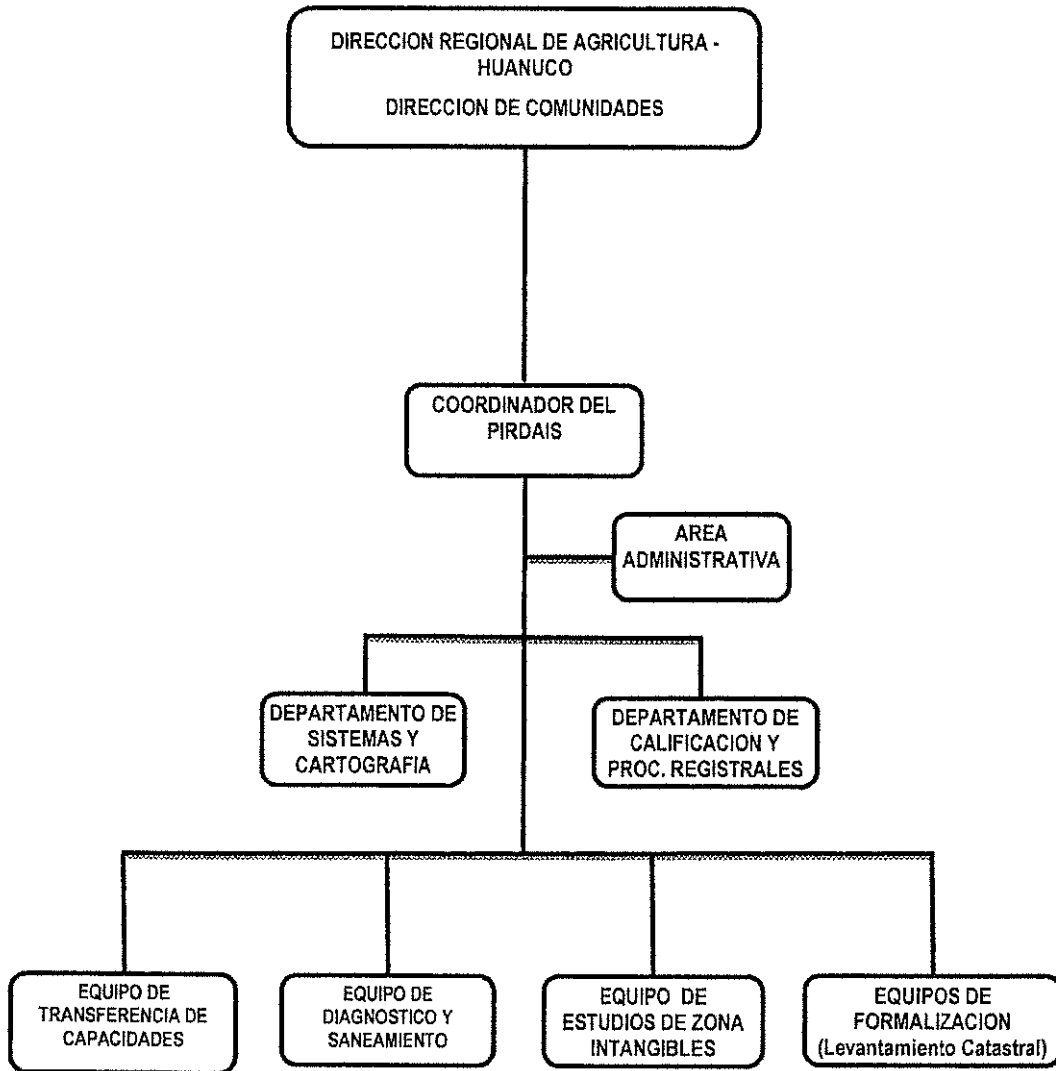 DIRECCION REGIONAL DE AGRICULTURA -
HUANUCO
DIRECCION DE COMUNIDADES
COORDINADOR DEL
PIRDAIS
AREA
ADMINISTRATIVA
DEPARTAMENTO DE
SISTEMAS Y
CARTOGRAFIA
DEPARTAMENTO DE
CALIFICACION Y
PROC. REGISTRALES
EQUIPO DE
TRANSFERENCIA DE
CAPACIDADES
EQUIPO DE
DIAGNOSTICO Y
SANEAMIENTO
EQUIPO DE
ESTUDIOS DE ZONA
INTANGIBLES
EQUIPOS DE
FORMALIZACION
(Levantamiento Catastral)